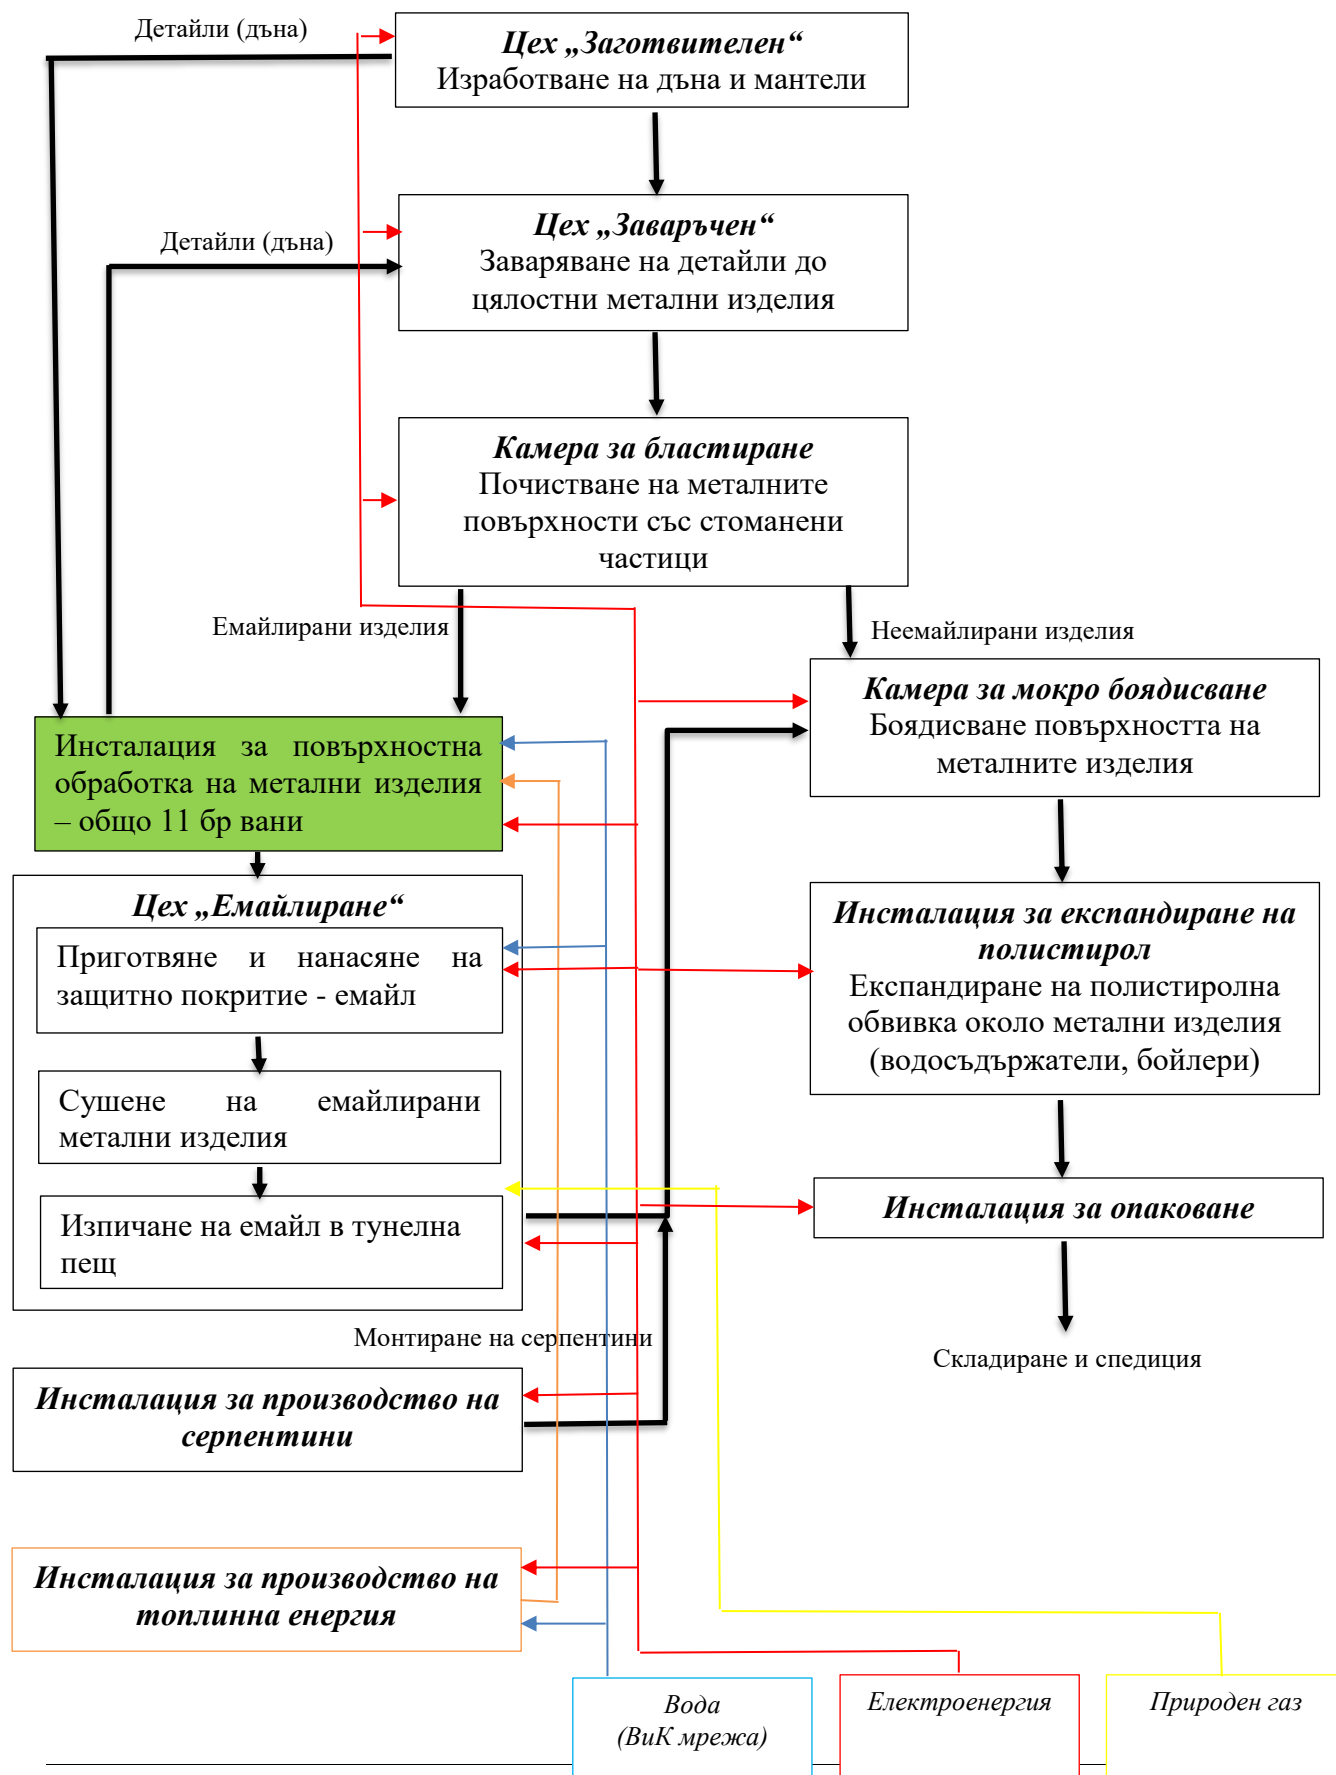 Детайли (дъна)
Цех „Заготвителен“
Изработване на дъна и мантели
Цех „Заваръчен“
Заваряване на детайли до
цялостни метални изделия
Детайли (дъна)
Камера за бластиране
Почистване на металните
повърхности със стоманени
частици
Емайлирани изделия
Неемайлирани изделия
Камера за мокро боядисване
Боядисване повърхността на
металните изделия
Инсталация за повърхностна
обработка на метални изделия
– общо 11 бр вани
Цех „Емайлиране“
Приготвяне и нанасяне на
защитно покритие - емайл
Сушене на емайлирани
метални изделия
Изпичане на емайл в тунелна
пещ
Инсталация за експандиране на
полистирол
Експандиране на полистиролна
обвивка около метални изделия
(водосъдържатели, бойлери)
Инсталация за опаковане
Монтиране на серпентини
Складиране и спедиция
Инсталация за производство на
серпентини
Инсталация за производство на
топлинна енергия
Вода
(ВиК мрежа)
Електроенергия
Природен газ